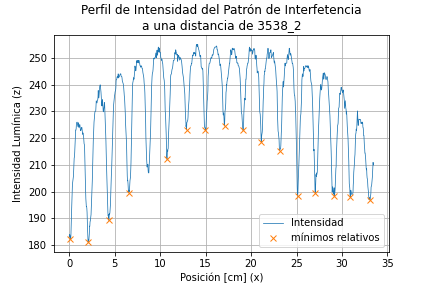 Perfil de Intensidad del Patrón de Interfetencia
a una distancia de 3538_2
Intensidad Lumínica (z)
250
240
230
220
210
200
190
180
0 5 10 15 20 25 30 35
Posición [cm] (x)
Intensidad
mínimos relativos